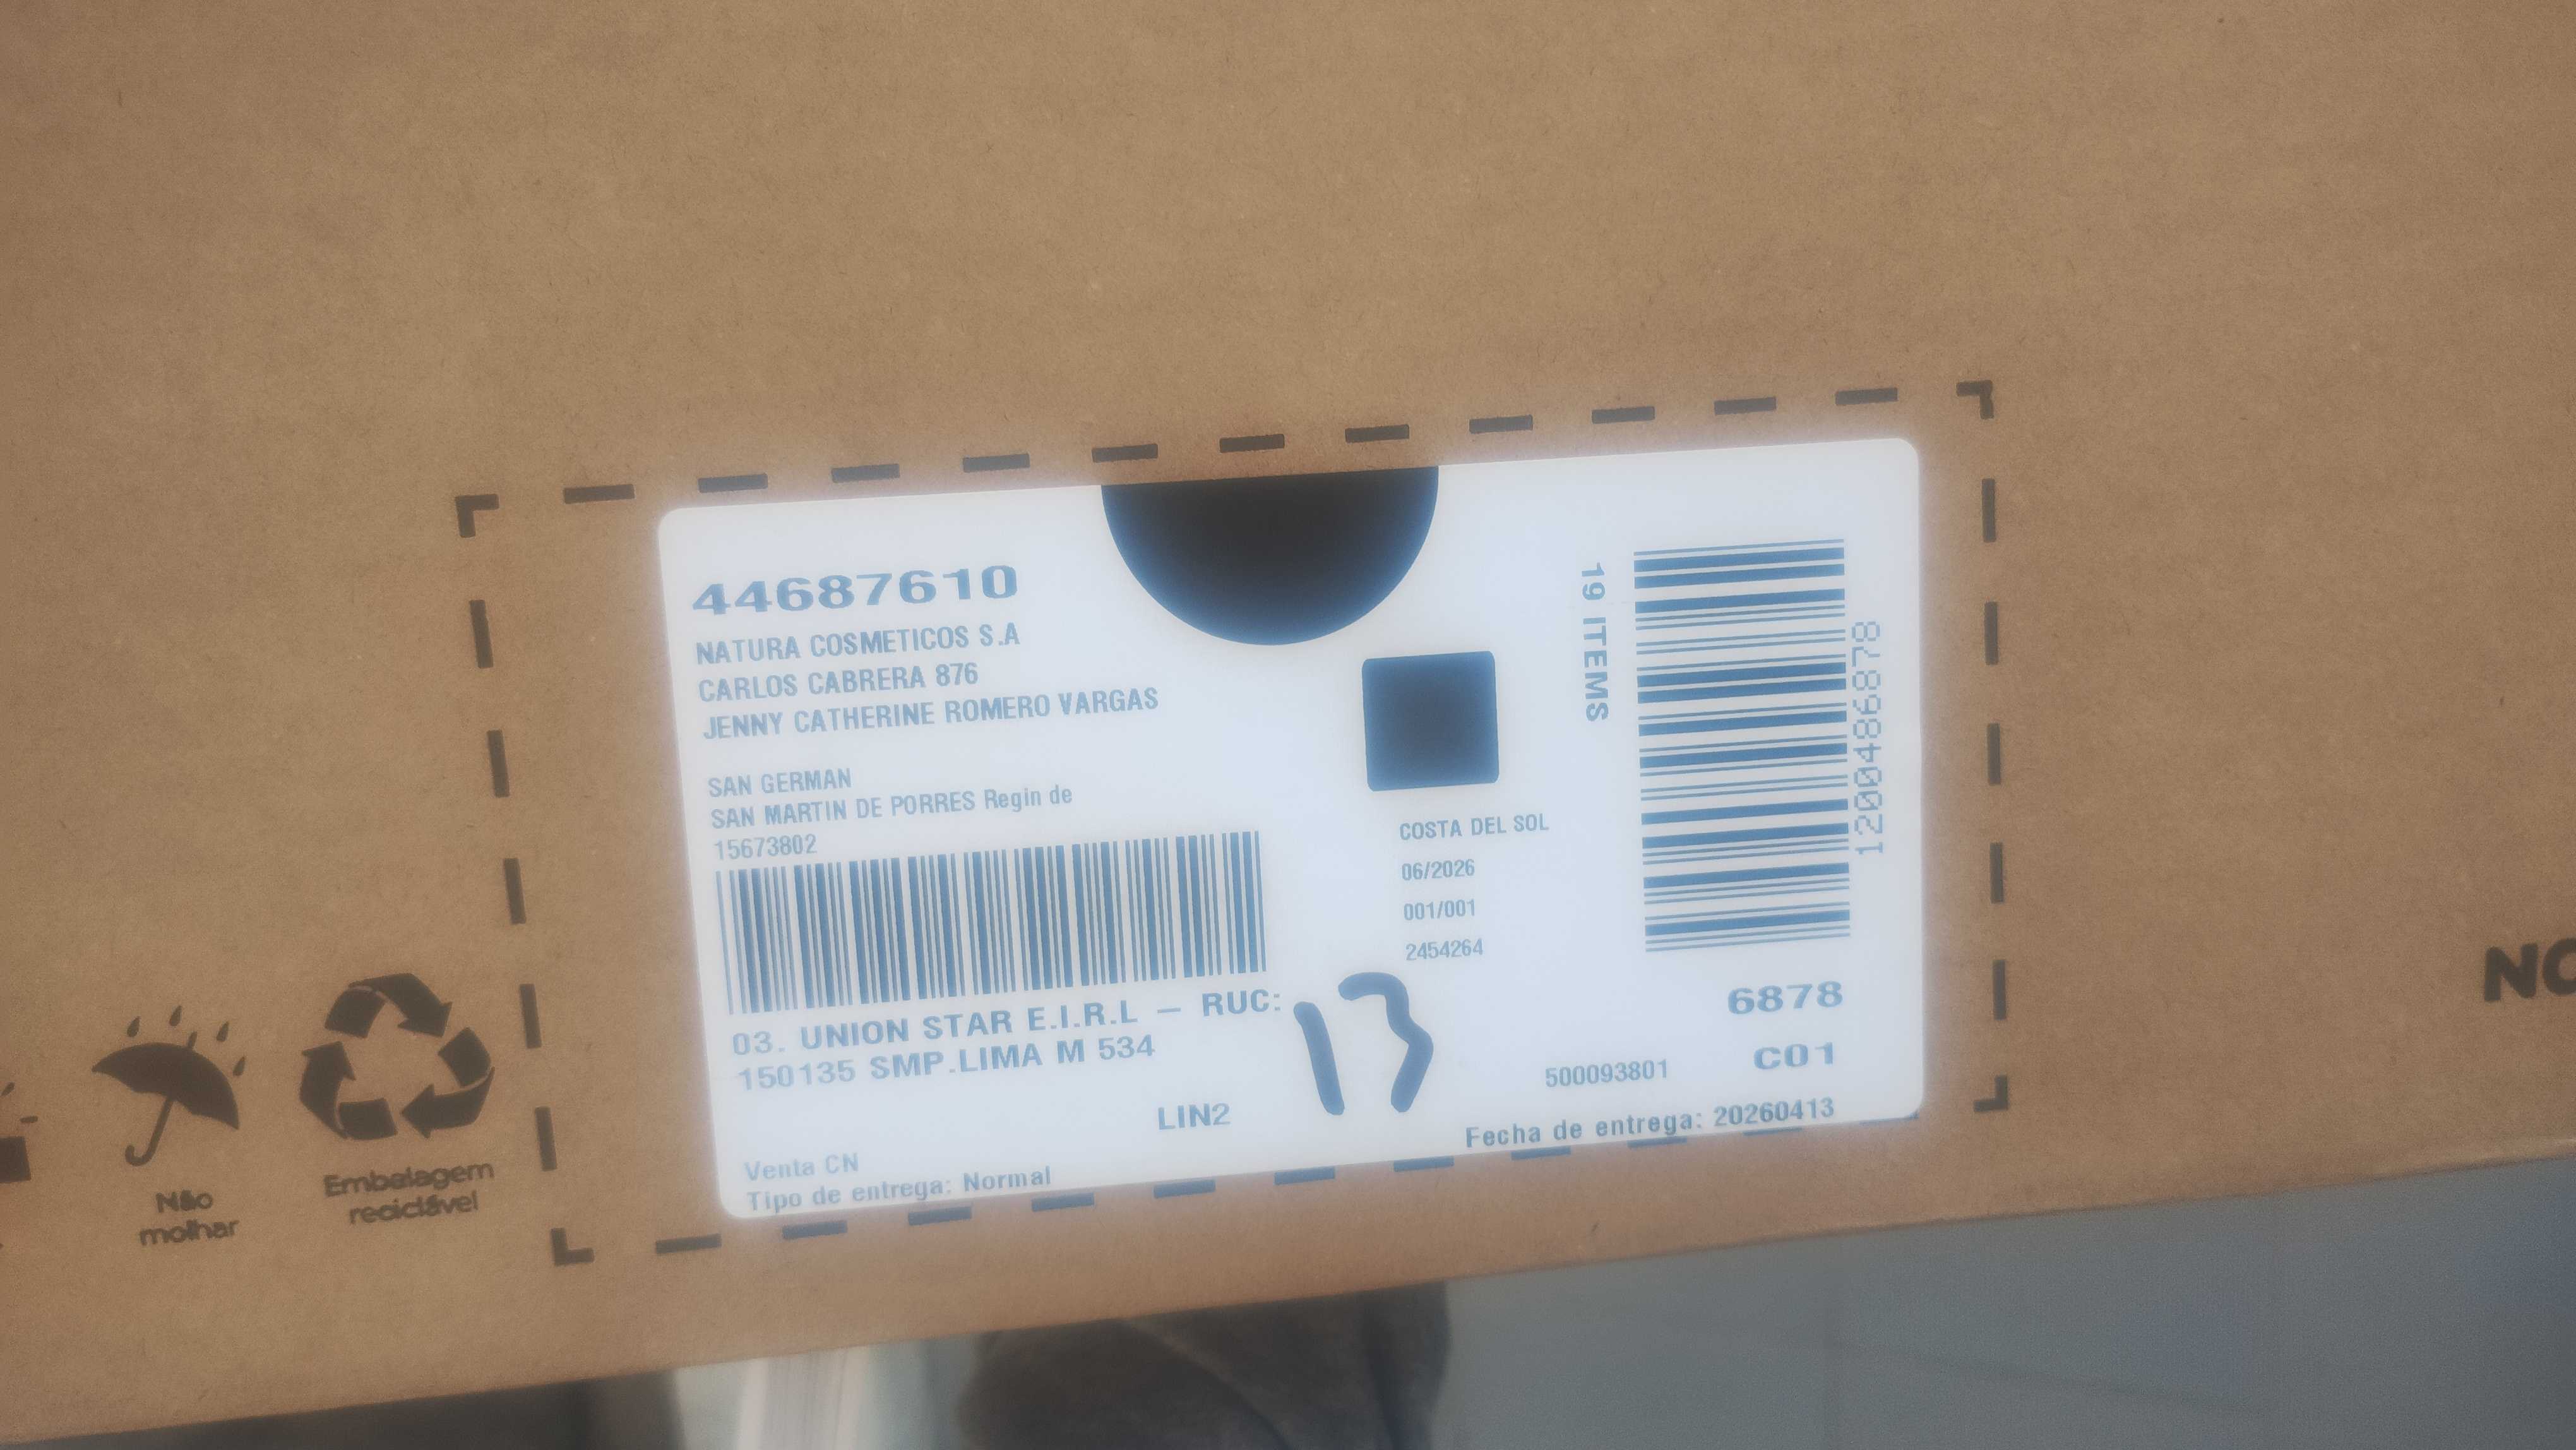 44687610
NATURA COSMETICOS S.A
CARLOS CABRERA 876
JENNY CATHERINE ROMERO VARGAS
SAN GERMAN
SAN MARTIN DE PORRES Regin de
15673802
03. UNION STAR E.I.R.L — RUC:
150135 SMP.LIMA M 534
LIN2
Venta CN
Tipo de entrega: Normal
COSTA DEL SOL
06/2026
001/001
2454264
13
19 ITEMS
1200486878
6878
C01
500093801
Fecha de entrega: 20260413
Não
molhar
Embalagem
reciclável